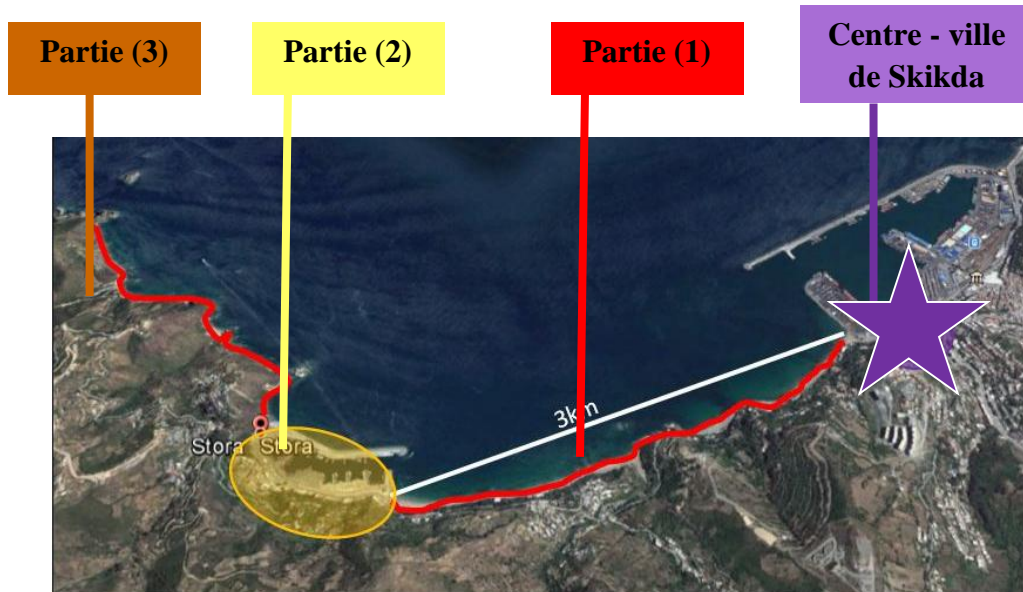 Partie (3)
Partie (2)
Partie (1)
Centre - ville
de Skikda
3km
Stora Stora